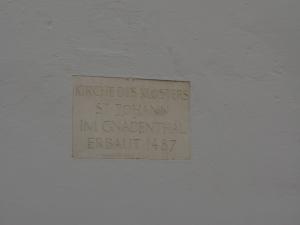 KIRCHE DES KLOSTERS
ST JOHANN
IM GNADENTHAL
ERBAUT 1487